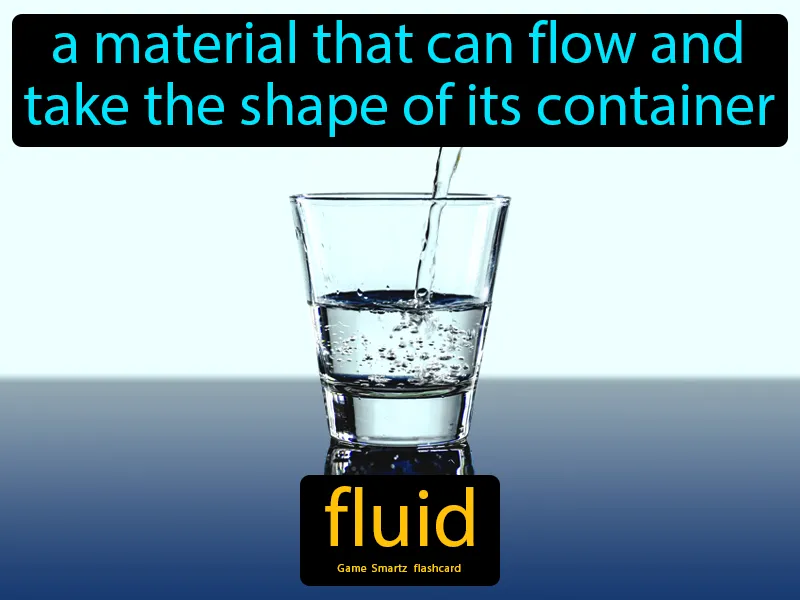 a material that can flow and
take the shape of its container
fluid
Game Smartz flashcard